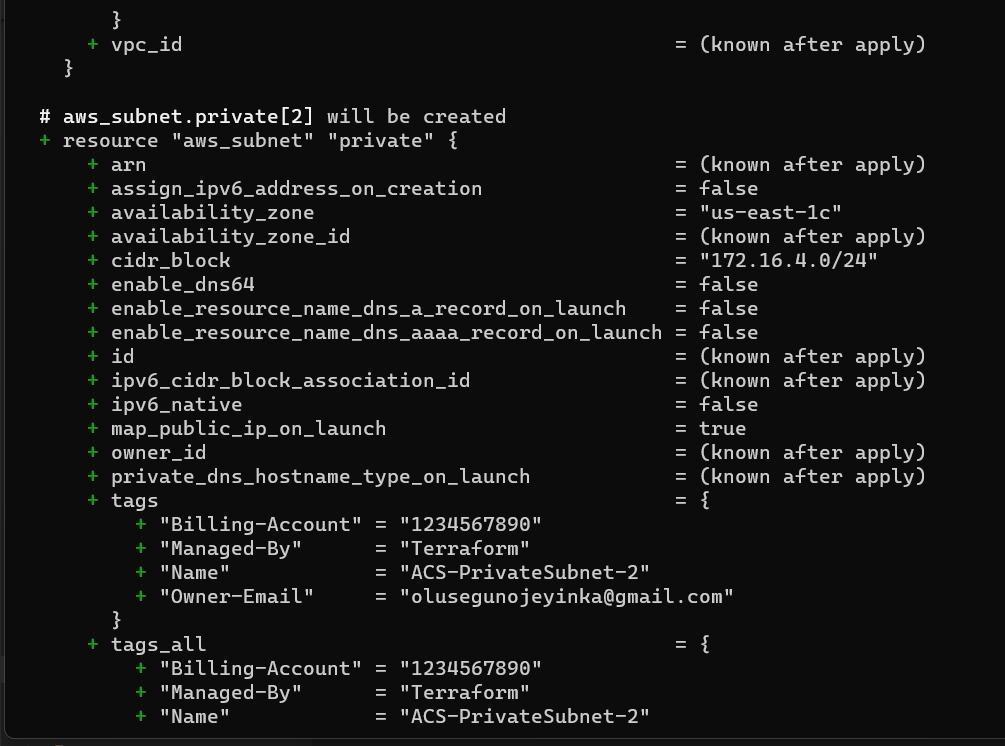 }
+ vpc_id = (known after apply)
}
# aws_subnet.private[2] will be created
+ resource "aws_subnet" "private" {
+ arn = (known after apply)
+ assign_ipv6_address_on_creation = false
+ availability_zone = "us-east-1c"
+ availability_zone_id = (known after apply)
+ cidr_block = "172.16.4.0/24"
+ enable_dns64 = false
+ enable_resource_name_dns_a_record_on_launch = false
+ enable_resource_name_dns_aaaa_record_on_launch = false
+ id = (known after apply)
+ ipv6_cidr_block_association_id = (known after apply)
+ ipv6_native = false
+ map_public_ip_on_launch = true
+ owner_id = (known after apply)
+ private_dns_hostname_type_on_launch = (known after apply)
+ tags = {
+ "Billing-Account" = "1234567890"
+ "Managed-By" = "Terraform"
+ "Name" = "ACS-PrivateSubnet-2"
+ "Owner-Email" = "olusegunojeyinka@gmail.com"
}
+ tags_all = {
+ "Billing-Account" = "1234567890"
+ "Managed-By" = "Terraform"
+ "Name" = "ACS-PrivateSubnet-2"